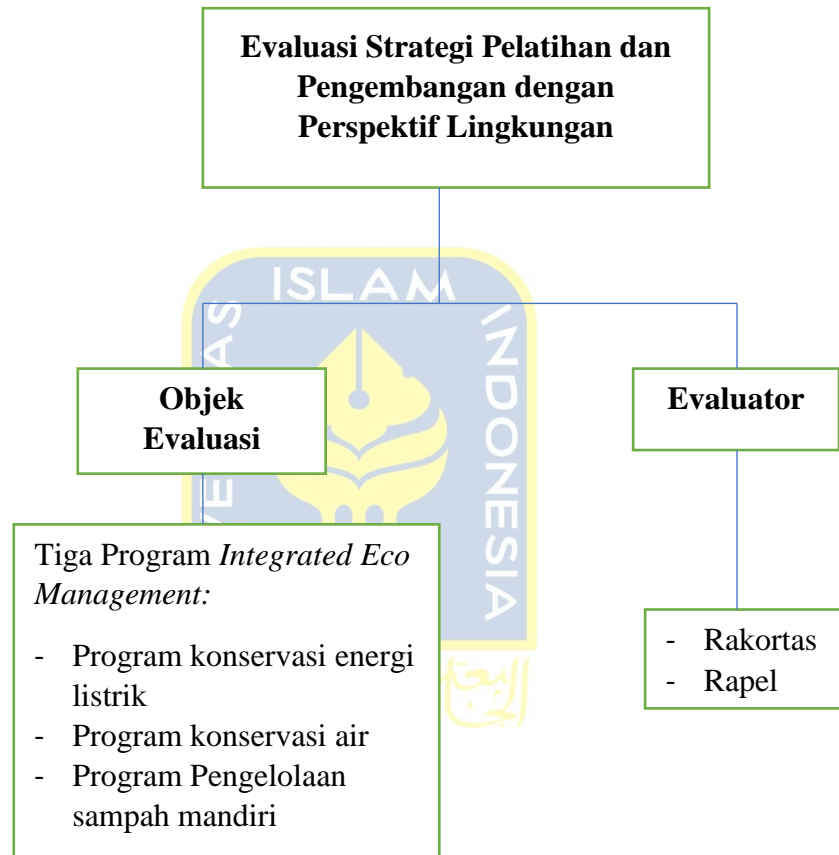 Evaluasi Strategi Pelatihan dan
Pengembangan dengan
Perspektif Lingkungan
ISLAM
INDONESIA
Objek
Evaluasi
Evaluator
Tiga Program Integrated Eco
Management:
- Program konservasi energi
listrik
- Program konservasi air
- Program Pengelolaan
sampah mandiri
- Rakortas
- Rapel